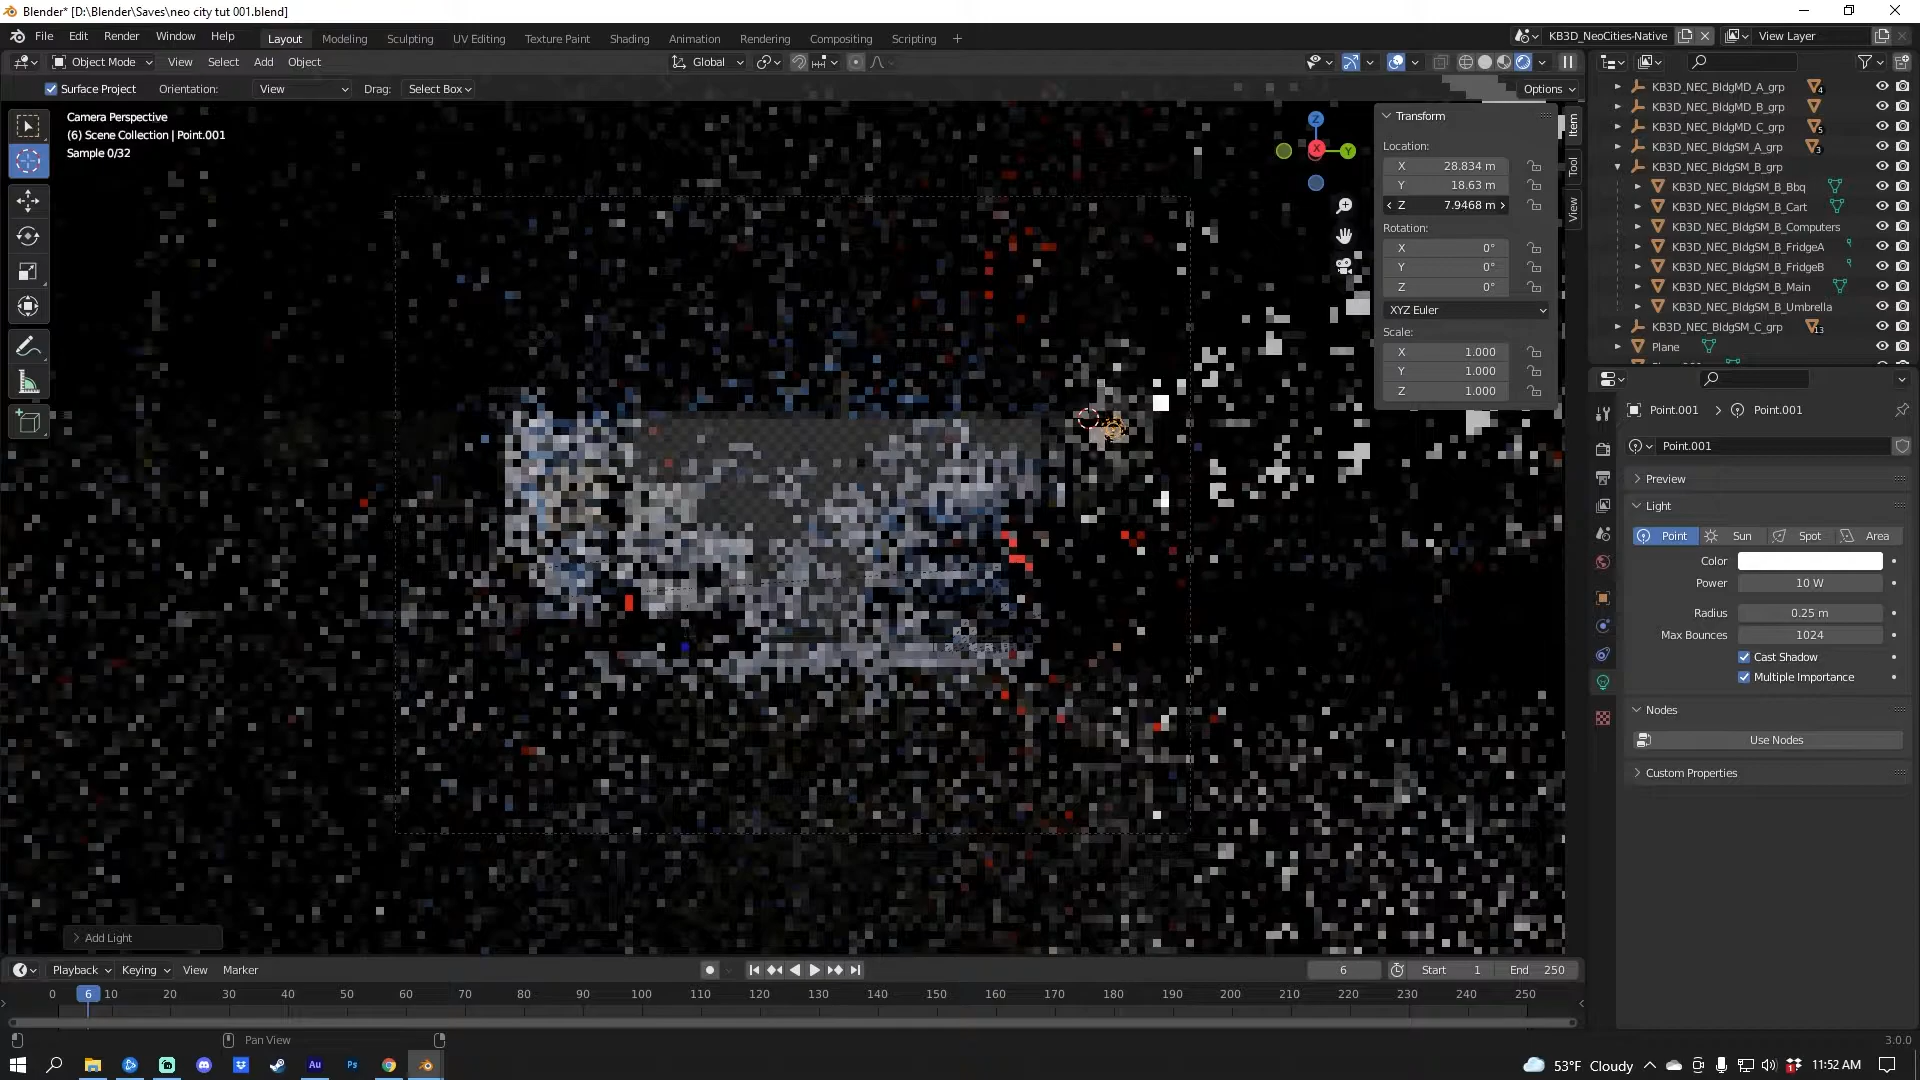 Blender* [D:\Blender\Saves\neo city tut 001.blend]
File Edit Render Window Help Layout Modeling Sculpting UV Editing Texture Paint Shading Animation Rendering Compositing Scripting + KB3D_NeoCities-Native View Layer
Object Mode View Select Add Object Global
Surface Project Orientation: View Drag: Select Box Options
Camera Perspective
(6) Scene Collection | Point.001
Sample 0/32
Z
X
Y
Transform
Location:
X 28.834 m
Y 18.63 m
Z 7.9468 m
Rotation:
X 0°
Y 0°
Z 0°
XYZ Euler
Scale:
X 1.000
Y 1.000
Z 1.000
Item
Tool
View
KB3D_NEC_BldgMD_A_grp 4
KB3D_NEC_BldgMD_B_grp
KB3D_NEC_BldgMD_C_grp 5
KB3D_NEC_BldgSM_A_grp 3
KB3D_NEC_BldgSM_B_grp
KB3D_NEC_BldgSM_B_Bbq
KB3D_NEC_BldgSM_B_Cart
KB3D_NEC_BldgSM_B_Computers
KB3D_NEC_BldgSM_B_FridgeA
KB3D_NEC_BldgSM_B_FridgeB
KB3D_NEC_BldgSM_B_Main
KB3D_NEC_BldgSM_B_Umbrella
KB3D_NEC_BldgSM_C_grp 13
Plane
Point.001 > Point.001
Point.001
Preview
Light
Point Sun Spot Area
Color
Power 10 W
Radius 0.25 m
Max Bounces 1024
Cast Shadow
Multiple Importance
Nodes
Use Nodes
Custom Properties
Add Light
Playback Keying View Marker 6 Start 1 End 250
0 6 10 20 30 40 50 60 70 80 90 100 110 120 130 140 150 160 170 180 190 200 210 220 230 240 250
Pan View 3.0.0
Au Ps 53°F Cloudy 11:52 AM